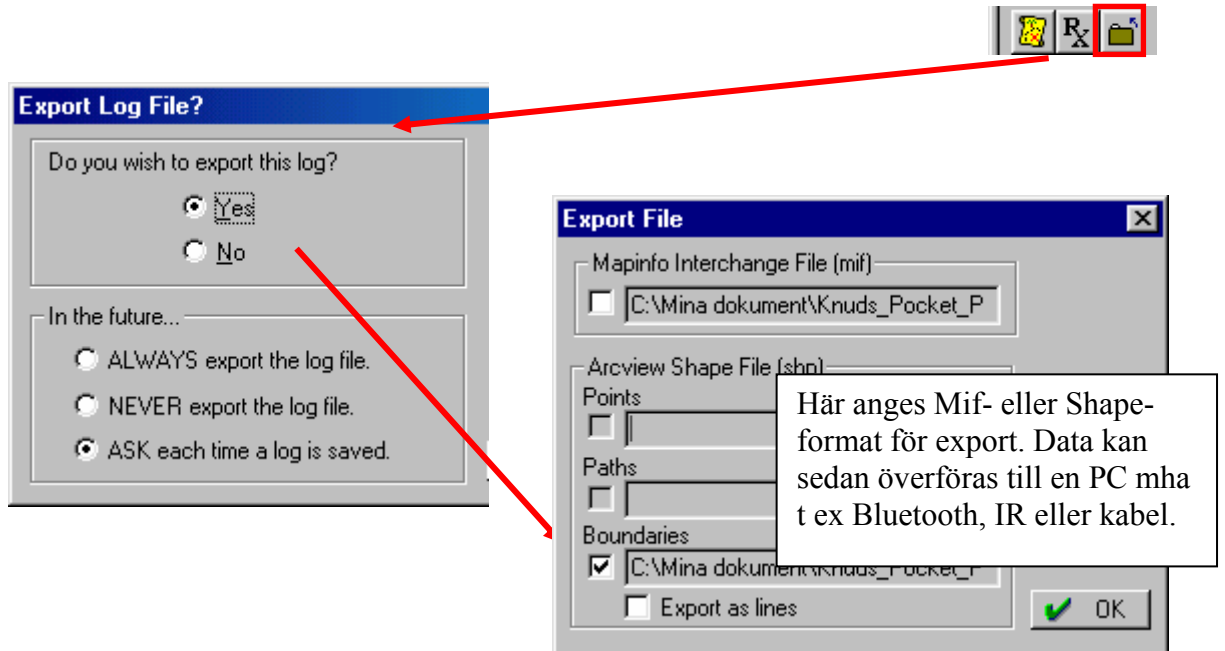 Rx
Export Log File?
Do you wish to export this log?
Yes
No
In the future...
ALWAYS export the log file.
NEVER export the log file.
ASK each time a log is saved.
Export File
Mapinfo Interchange File (mif)
C:\Mina dokument\Knuds_Pocket_P
Arcview Shape File (shp)
Points
Paths
Boundaries
C:\Mina dokument\Knuds_Pocket_P
Export as lines
OK
Här anges Mif- eller Shape-
format för export. Data kan
sedan överföras till en PC mha
t ex Bluetooth, IR eller kabel.